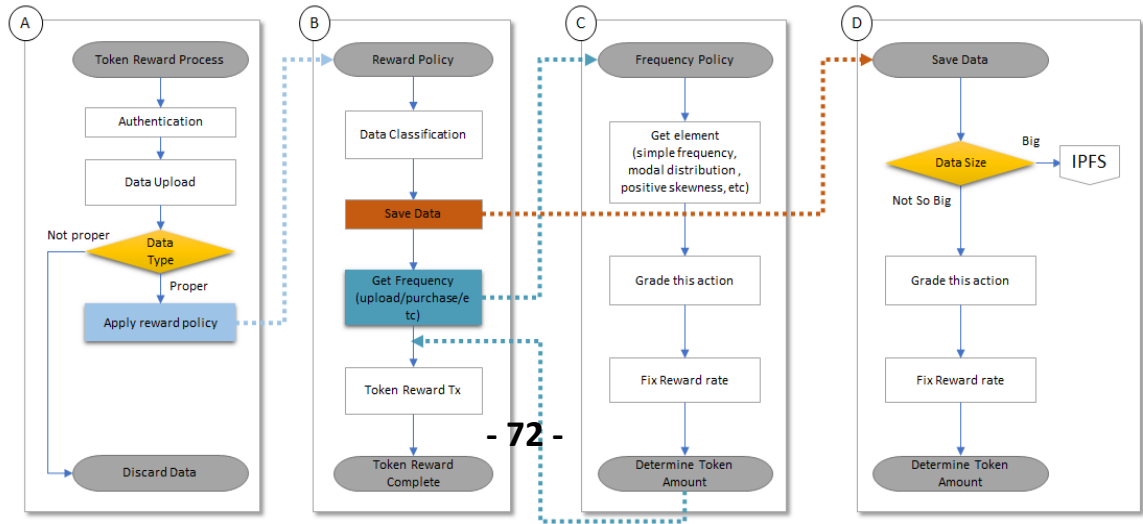 A
Token Reward Process
Authentication
Data Upload
Not proper
Data
Type
Proper
Apply reward policy
Discard Data
B
Reward Policy
Data Classification
Save Data
Get Frequency
(upload/purchase/e
tc)
Token Reward Tx
- 72 -
Token Reward
Complete
C
Frequency Policy
Get element
(simple frequency,
modal distribution ,
positive skewness, etc)
Grade this action
Fix Reward rate
Determine Token
Amount
D
Save Data
Big
Data Size
IPFS
Not So Big
Grade this action
Fix Reward rate
Determine Token
Amount